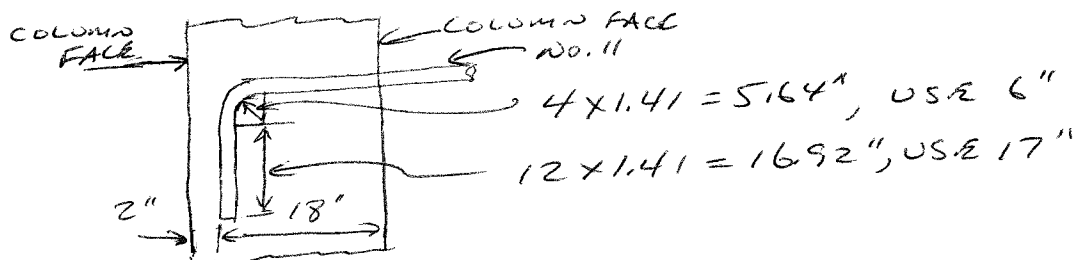 COLUMN
FACE
COLUMN FACE
NO. 11
4 x 1.41 = 5.64", USE 6"
12 x 1.41 = 16.92", USE 17"
2"
18"